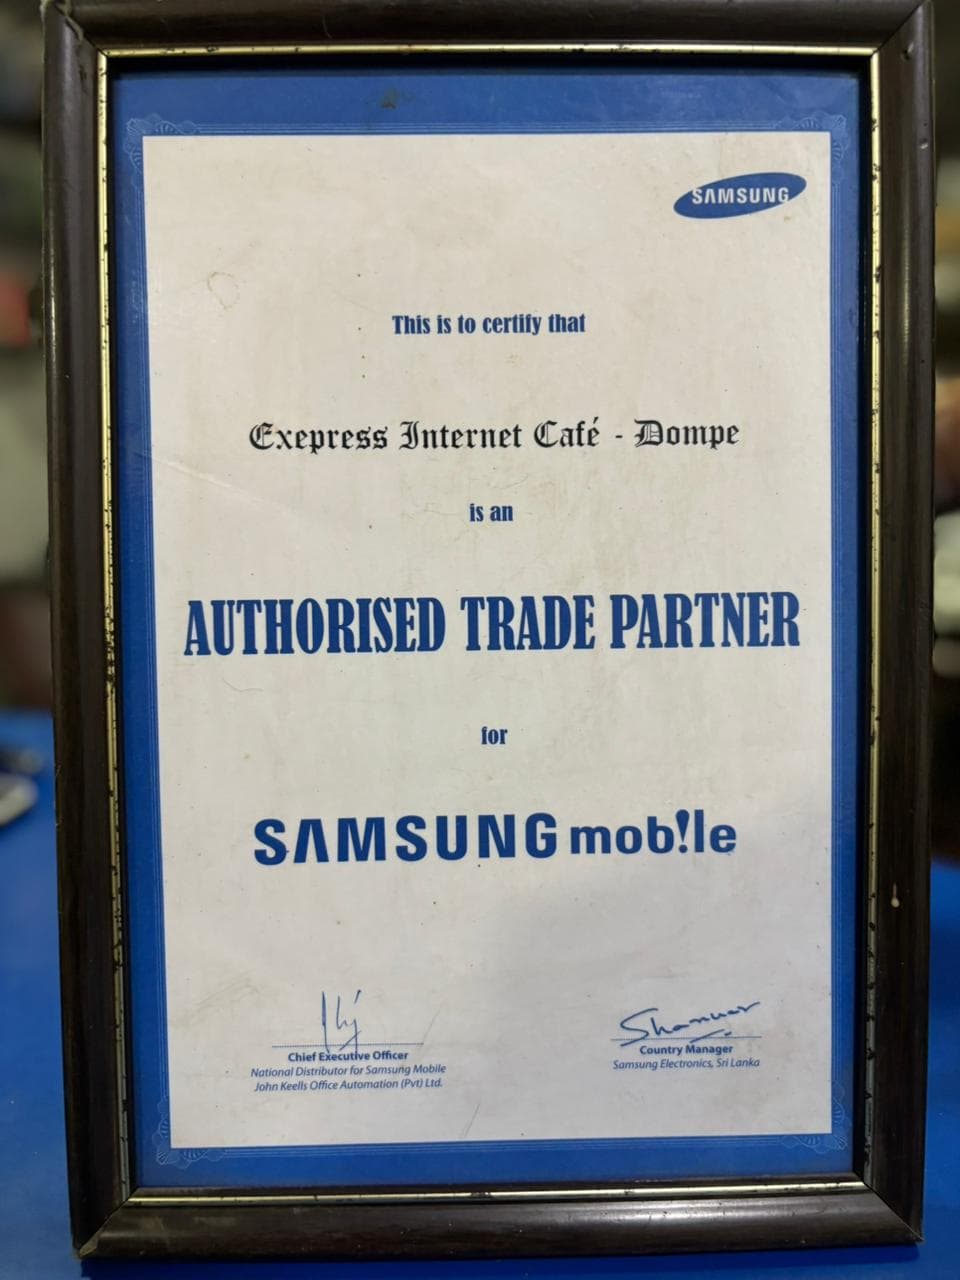 SAMSUNG
This is to certify that
Exepress Internet Café - Dompe
is an
AUTHORISED TRADE PARTNER
for
SAMSUNG mob!le
Chief Executive Officer
National Distributor for Samsung Mobile
John Keells Office Automation (Pvt) Ltd.
Country Manager
Samsung Electronics, Sri Lanka